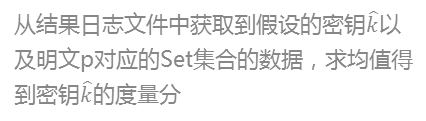 从结果日志文件中获取到假设的密钥k̂以
及明文p对应的Set集合的数据，求均值得
到密钥k̂的度量分